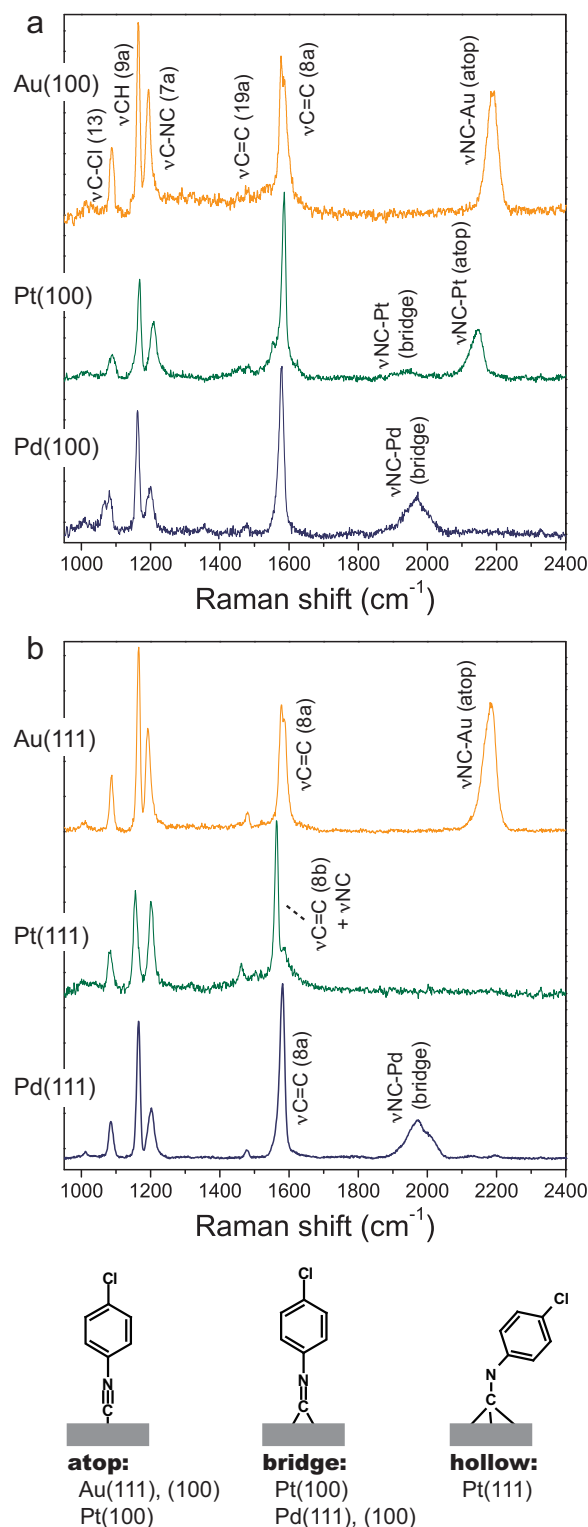 a
Au(100)
νC-Cl (13)
νCH (9a)
νC-NC (7a)
νC=C (19a)
νC=C (8a)
νNC-Au (atop)
Pt(100)
νNC-Pt
(bridge)
νNC-Pt (atop)
Pd(100)
νNC-Pd
(bridge)
1000 1200 1400 1600 1800 2000 2200 2400
Raman shift (cm-1)
b
Au(111)
νC=C (8a)
νNC-Au (atop)
Pt(111)
νC=C (8b)
+ νNC
Pd(111)
νC=C (8a)
νNC-Pd
(bridge)
1000 1200 1400 1600 1800 2000 2200 2400
Raman shift (cm-1)
Cl Cl Cl
N N N
C C C
atop: bridge: hollow:
Au(111), (100) Pt(100) Pt(111)
Pt(100) Pd(111), (100)